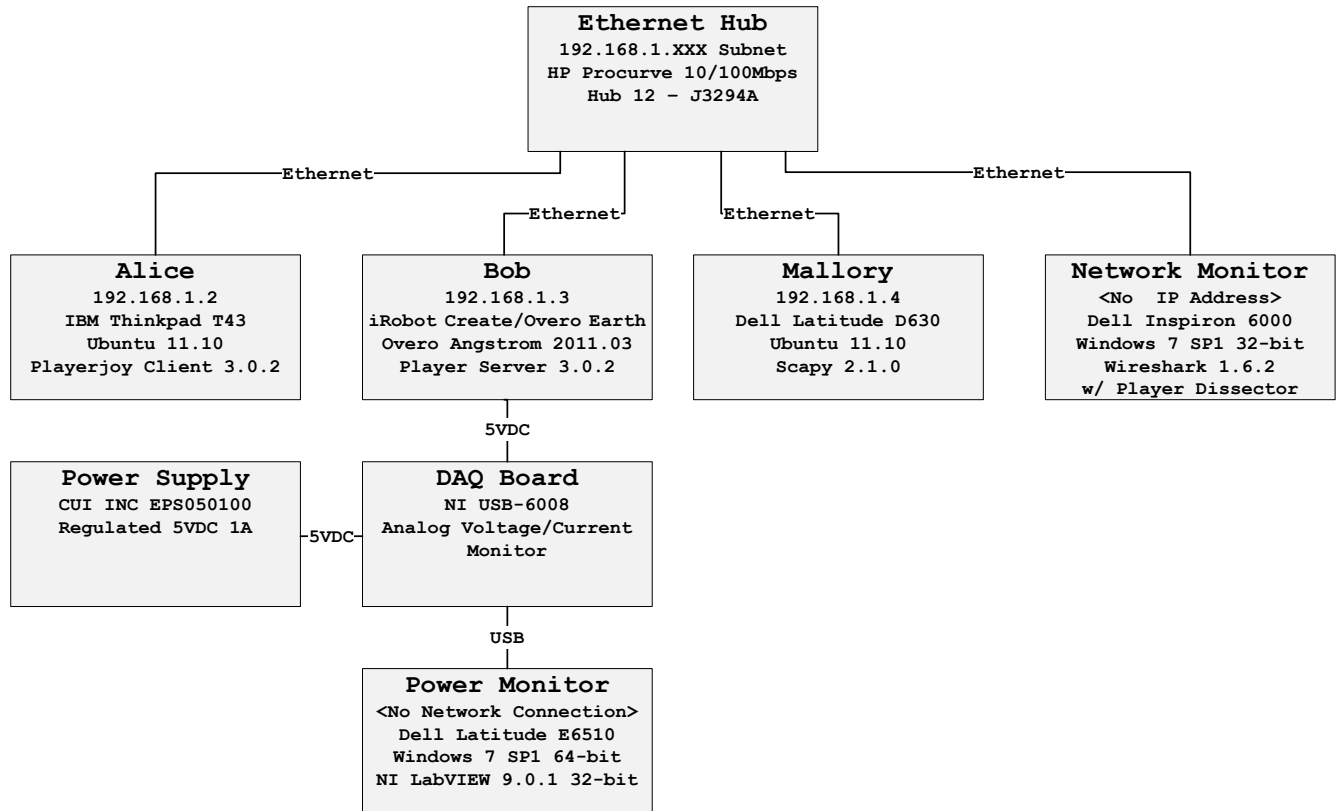 Ethernet Hub
192.168.1.XXX Subnet
HP Procurve 10/100Mbps
Hub 12 – J3294A
Ethernet
Ethernet
Ethernet
Ethernet
Alice
192.168.1.2
IBM Thinkpad T43
Ubuntu 11.10
Playerjoy Client 3.0.2
Bob
192.168.1.3
iRobot Create/Overo Earth
Overo Angstrom 2011.03
Player Server 3.0.2
Mallory
192.168.1.4
Dell Latitude D630
Ubuntu 11.10
Scapy 2.1.0
Network Monitor
<No IP Address>
Dell Inspiron 6000
Windows 7 SP1 32-bit
Wireshark 1.6.2
w/ Player Dissector
5VDC
Power Supply
CUI INC EPS050100
Regulated 5VDC 1A
5VDC
DAQ Board
NI USB-6008
Analog Voltage/Current
Monitor
USB
Power Monitor
<No Network Connection>
Dell Latitude E6510
Windows 7 SP1 64-bit
NI LabVIEW 9.0.1 32-bit